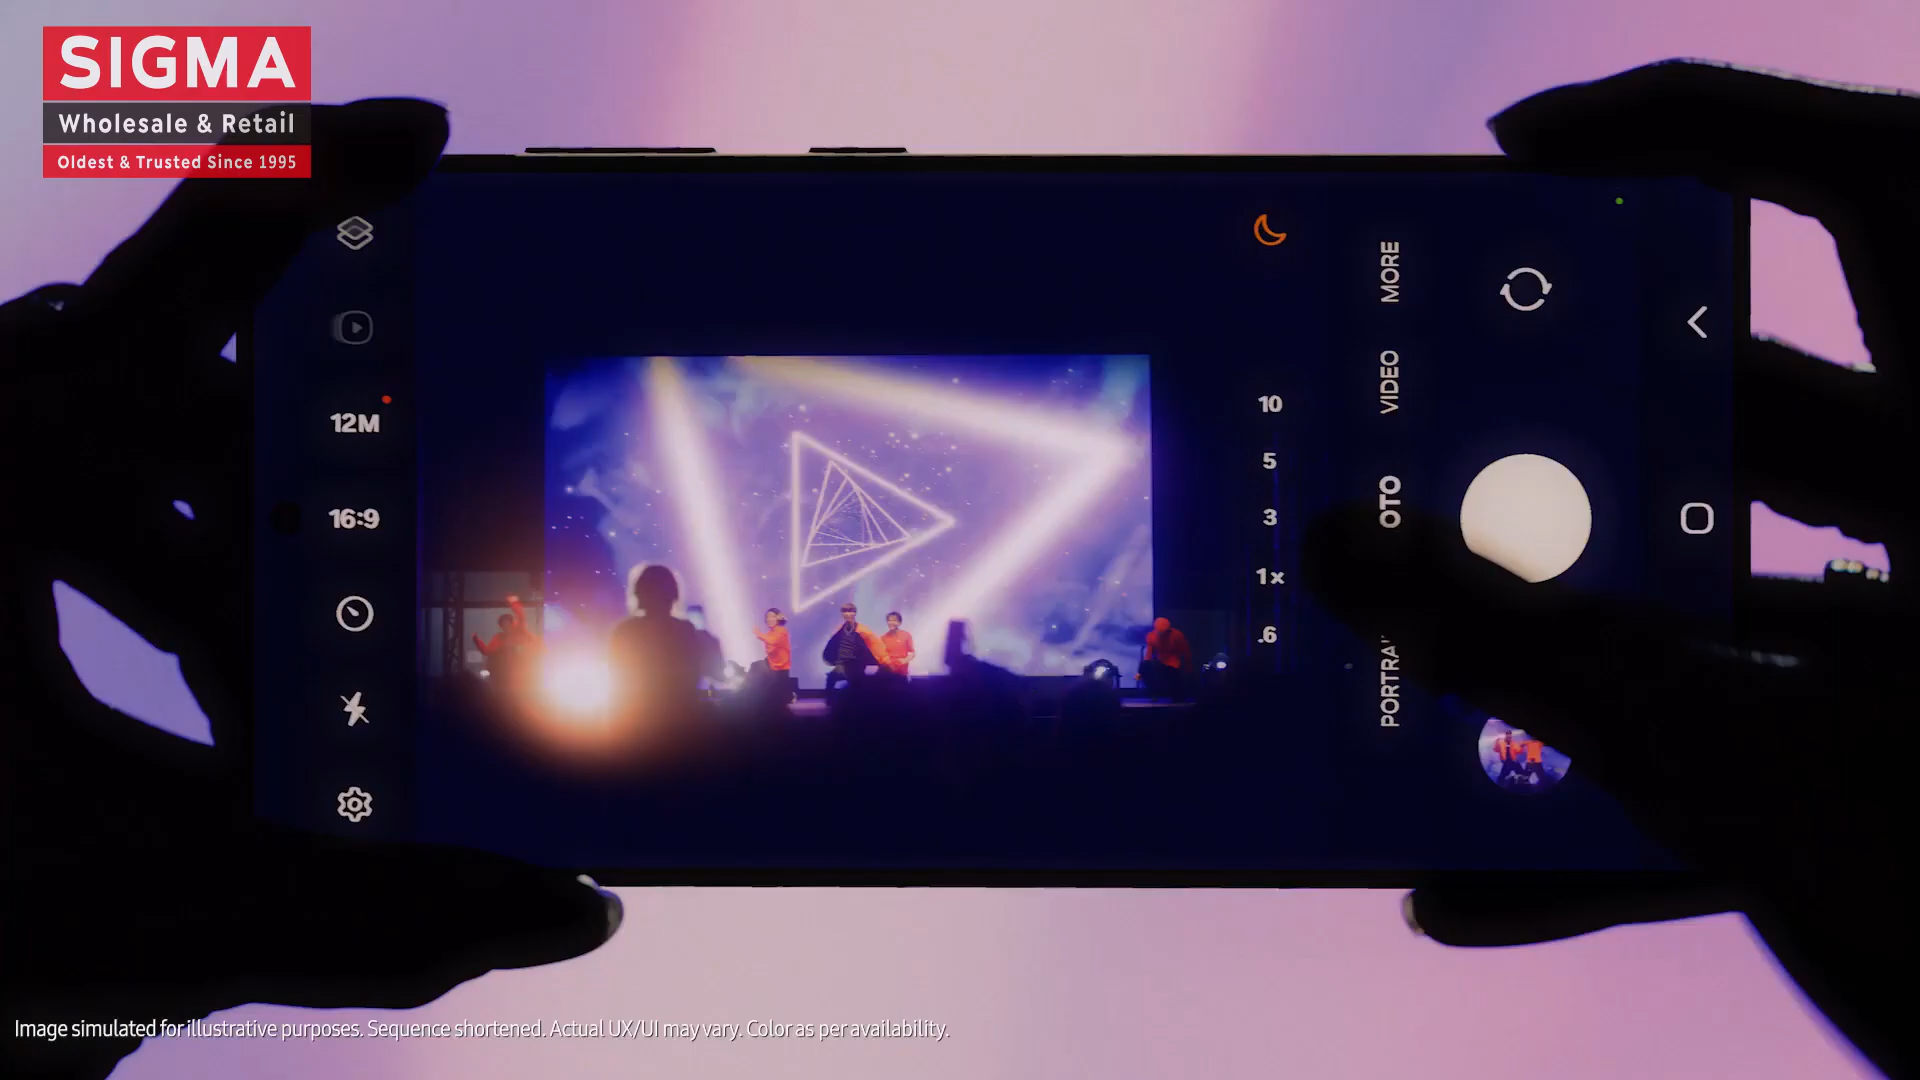 SIGMA
Wholesale & Retail
Oldest & Trusted Since 1995
12M
16:9
10
5
3
1x
.6
MORE
VIDEO
OTO
PORTRA
Image simulated for illustrative purposes. Sequence shortened. Actual UX/UI may vary. Color as per availability.